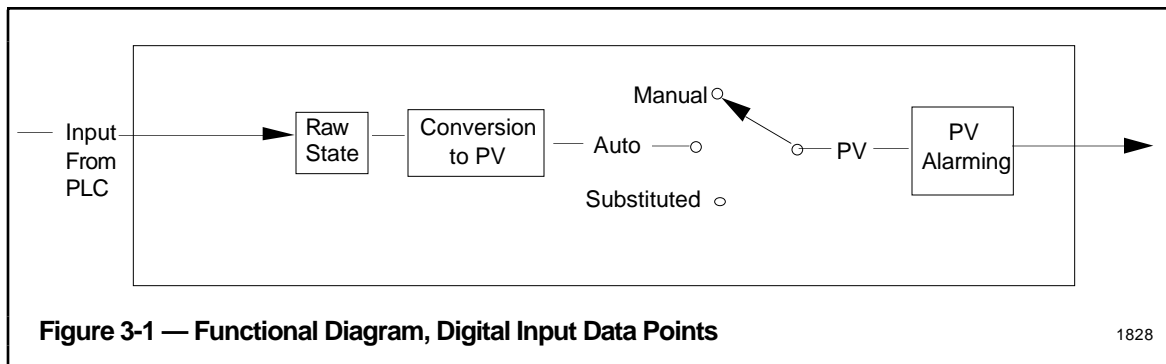 Input
From
PLC
Raw
State
Conversion
to PV
Manual
Auto
Substituted
PV
PV
Alarming
Figure 3-1 — Functional Diagram, Digital Input Data Points
1828